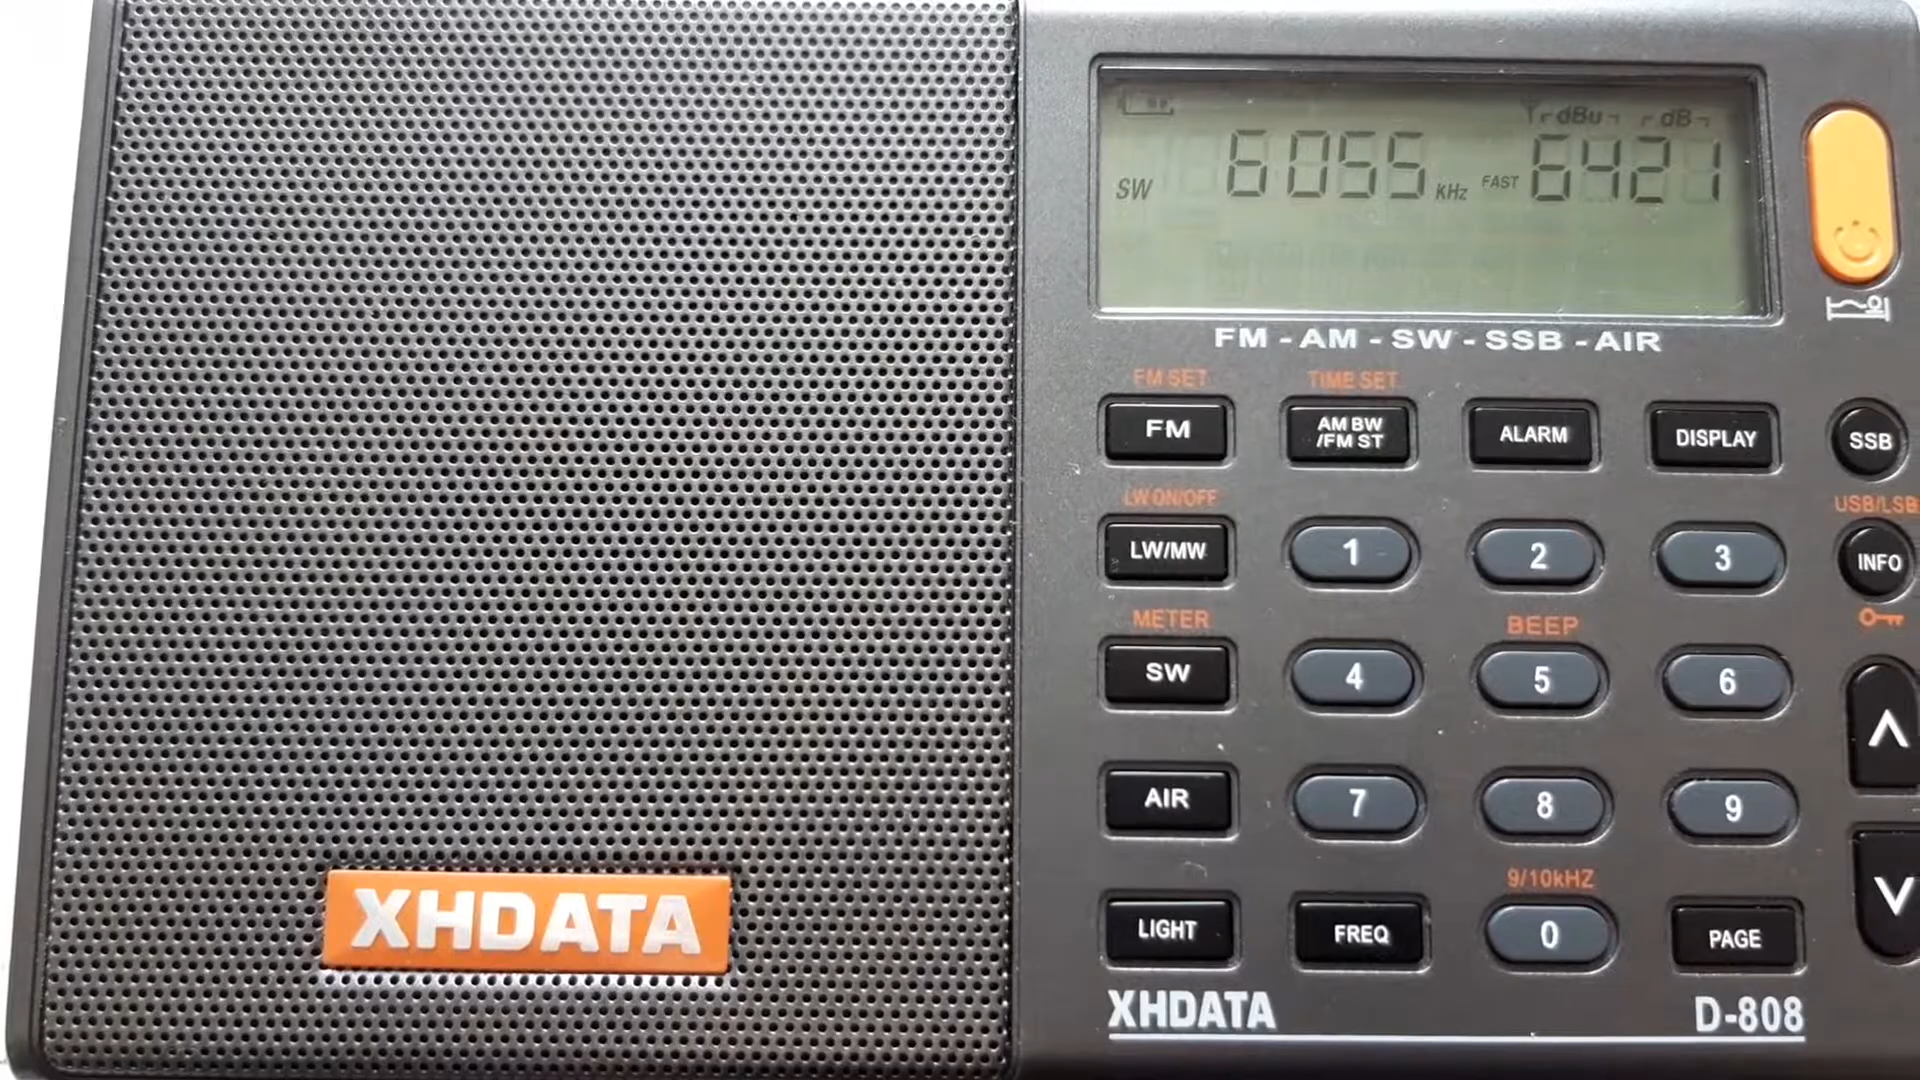 dBu dB
SW 6055 KHz FAST 6421
FM - AM - SW - SSB - AIR
FM SET TIME SET
FM AM BW /FM ST ALARM DISPLAY SSB
LW ON/OFF USB/LSB
LW/MW 1 2 3 INFO
METER BEEP
SW 4 5 6
AIR 7 8 9
9/10kHZ
LIGHT FREQ 0 PAGE
XHDATA
XHDATA D-808